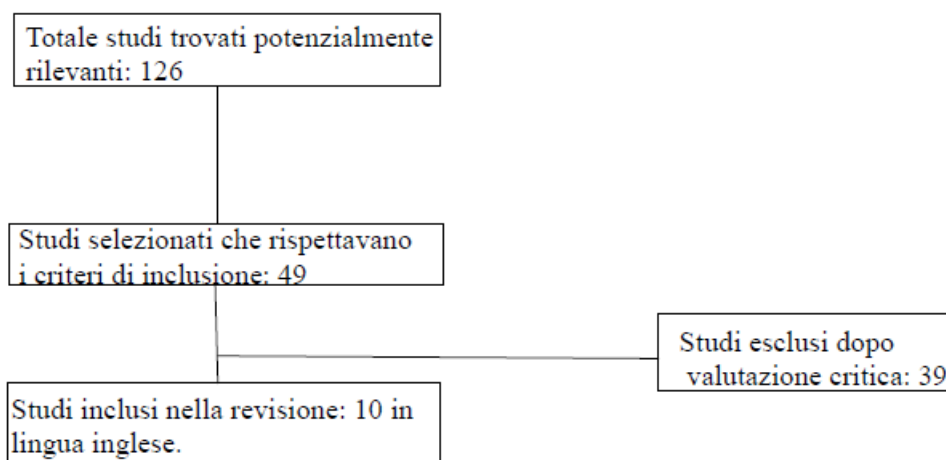 Totale studi trovati potenzialmente
rilevanti: 126
Studi selezionati che rispettavano
i criteri di inclusione: 49
Studi esclusi dopo
valutazione critica: 39
Studi inclusi nella revisione: 10 in
lingua inglese.